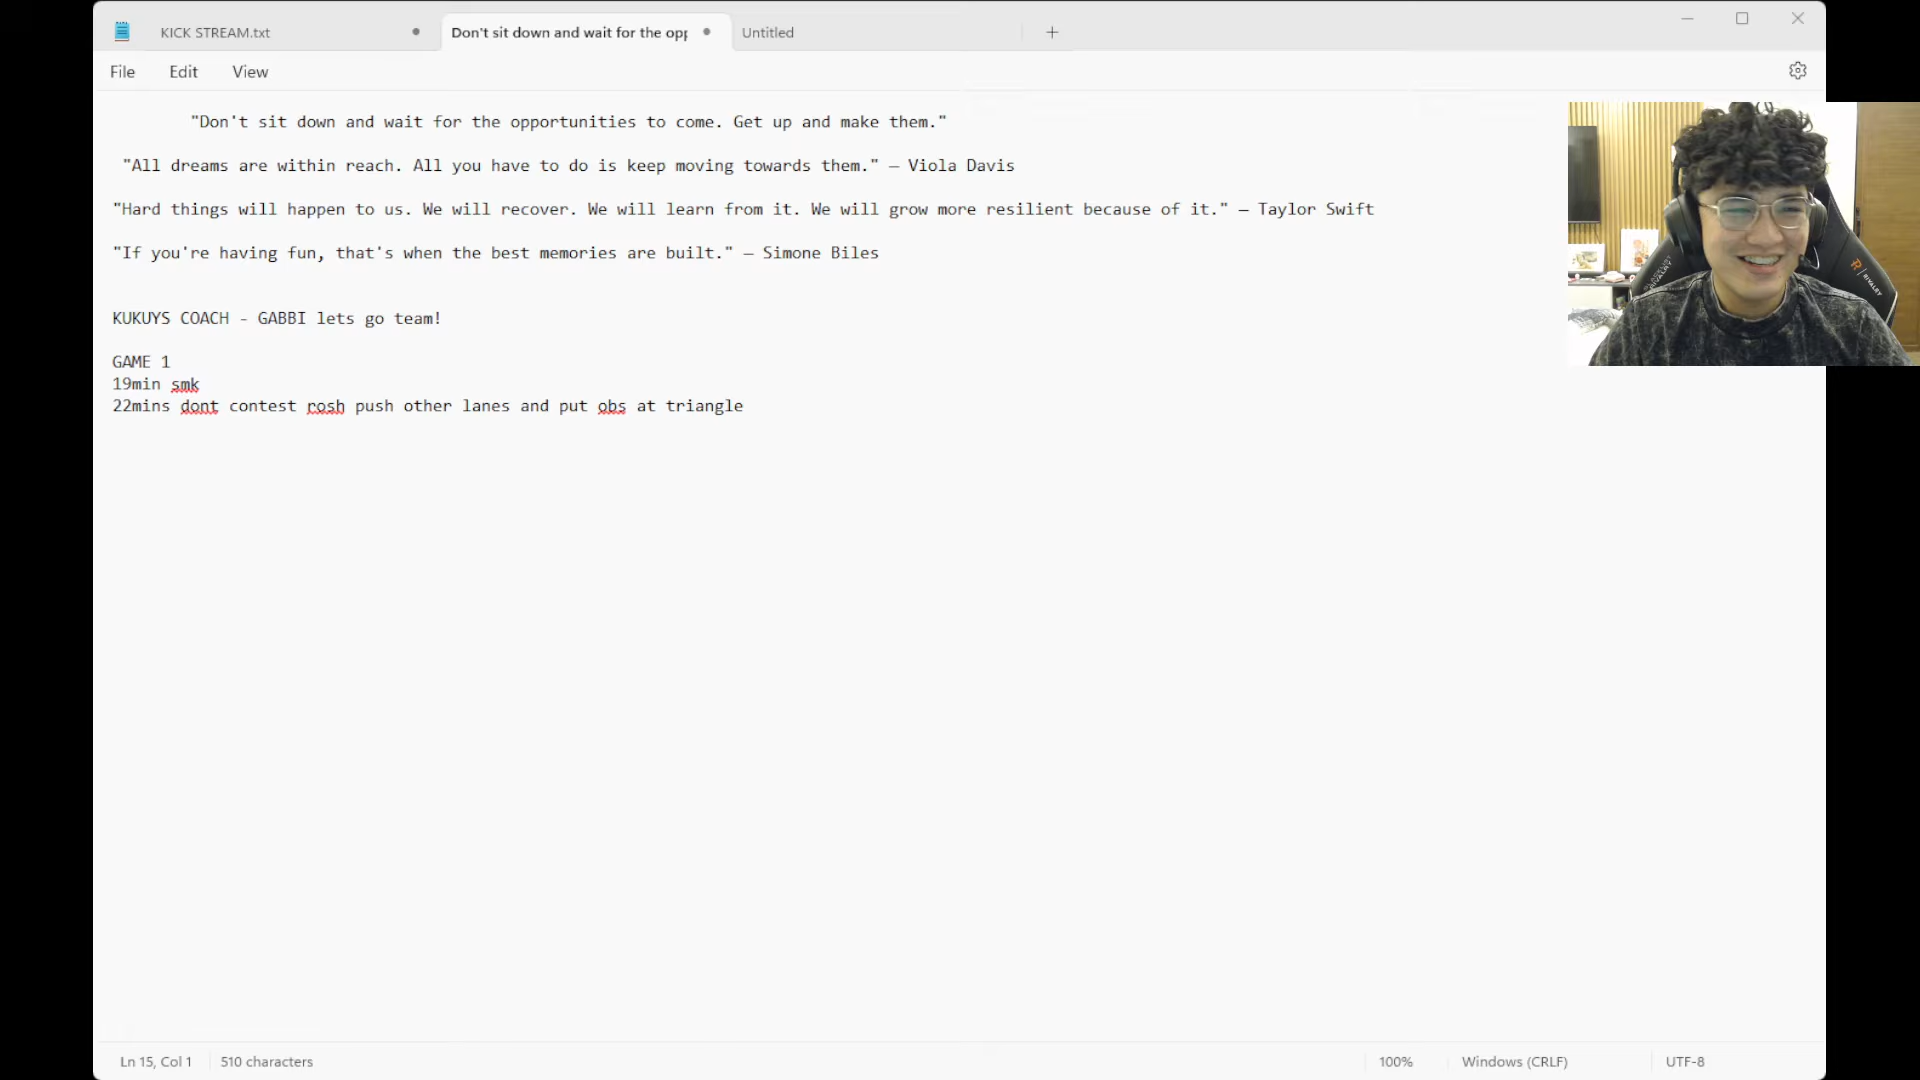 KICK STREAM.txt
Don't sit down and wait for the opp
Untitled
File Edit View
"Don't sit down and wait for the opportunities to come. Get up and make them."
"All dreams are within reach. All you have to do is keep moving towards them." — Viola Davis
"Hard things will happen to us. We will recover. We will learn from it. We will grow more resilient because of it." — Taylor Swift
"If you're having fun, that's when the best memories are built." — Simone Biles
KUKUYS COACH - GABBI lets go team!
GAME 1
19min smk
22mins dont contest rosh push other lanes and put obs at triangle
RIVALRY
Ln 15, Col 1
510 characters
100%
Windows (CRLF)
UTF-8